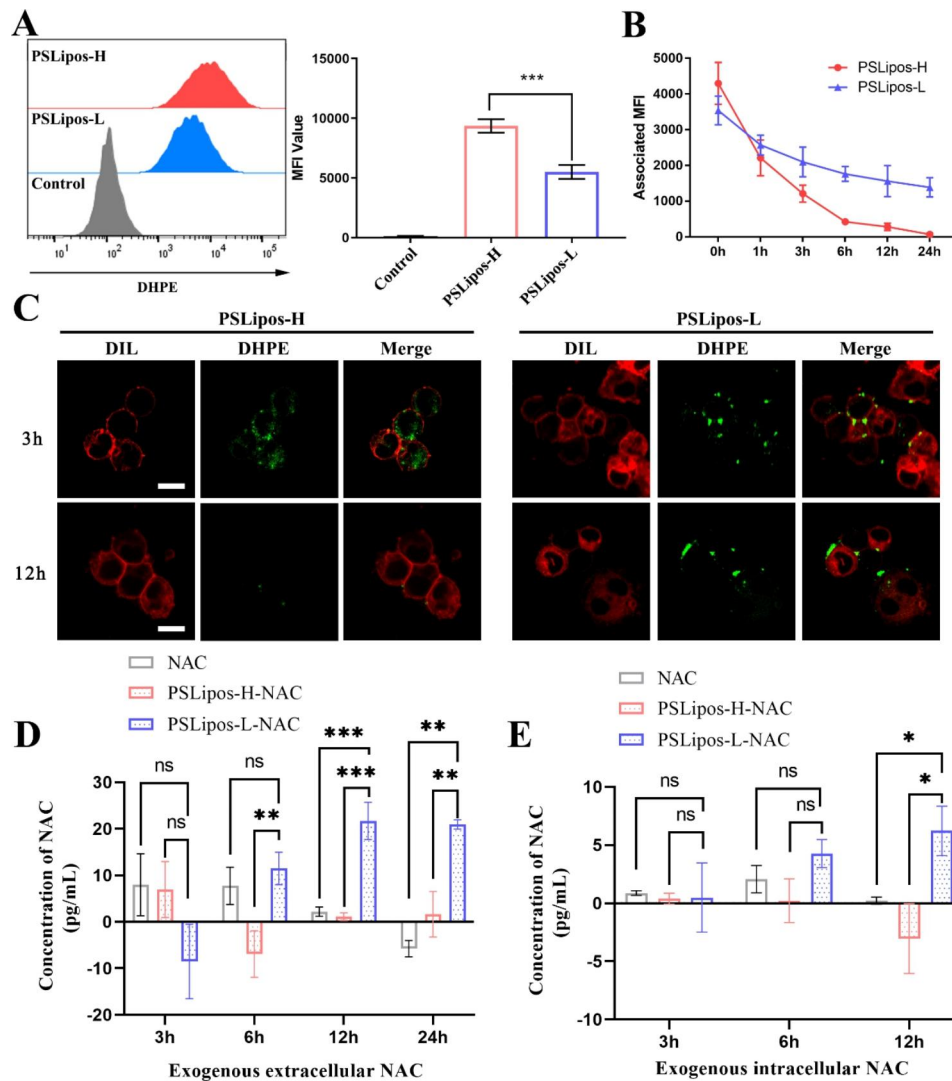 A
PSLipos-H
PSLipos-L
Control
10¹ 10² 10³ 10⁴ 10⁵
DHPE
MFI Value
15000
10000
5000
0
***
Control
PSLipos-H
PSLipos-L
B
PSLipos-H
PSLipos-L
Associated MFI
5000
4000
3000
2000
1000
0
0h 1h 3h 6h 12h 24h
C
PSLipos-H
DIL DHPE Merge
PSLipos-L
DIL DHPE Merge
3h
12h
NAC
PSLipos-H-NAC
PSLipos-L-NAC
D
Concentration of NAC
(pg/mL)
30
20
10
0
-10
-20
ns
ns
ns
**
***
***
**
**
3h 6h 12h 24h
Exogenous extracellular NAC
NAC
PSLipos-H-NAC
PSLipos-L-NAC
E
Concentration of NAC
(pg/mL)
10
5
0
-5
-10
ns
ns
ns
ns
*
*
3h 6h 12h
Exogenous intracellular NAC